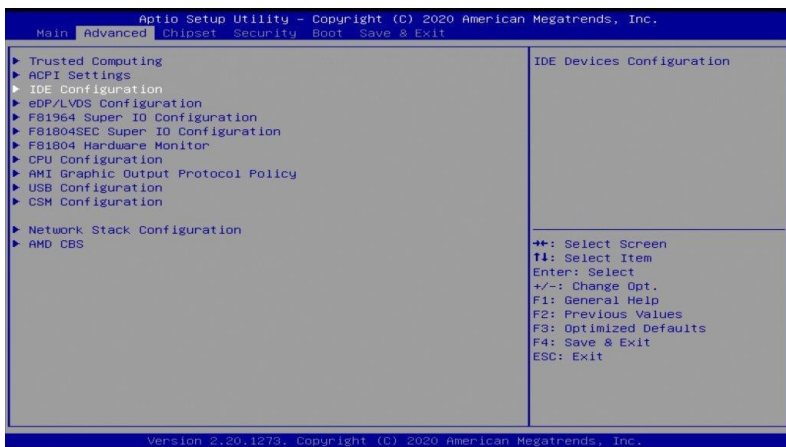 Aptio Setup Utility – Copyright (C) 2020 American Megatrends, Inc.
Main Advanced Chipset Security Boot Save & Exit
▶ Trusted Computing
▶ ACPI Settings
▶ IDE Configuration
▶ eDP/LVDS Configuration
▶ F81964 Super IO Configuration
▶ F81804SEC Super IO Configuration
▶ F81804 Hardware Monitor
▶ CPU Configuration
▶ AMI Graphic Output Protocol Policy
▶ USB Configuration
▶ CSM Configuration
▶ Network Stack Configuration
▶ AMD CBS
IDE Devices Configuration
→←: Select Screen
↑↓: Select Item
Enter: Select
+/-: Change Opt.
F1: General Help
F2: Previous Values
F3: Optimized Defaults
F4: Save & Exit
ESC: Exit
Version 2.20.1273. Copyright (C) 2020 American Megatrends, Inc.